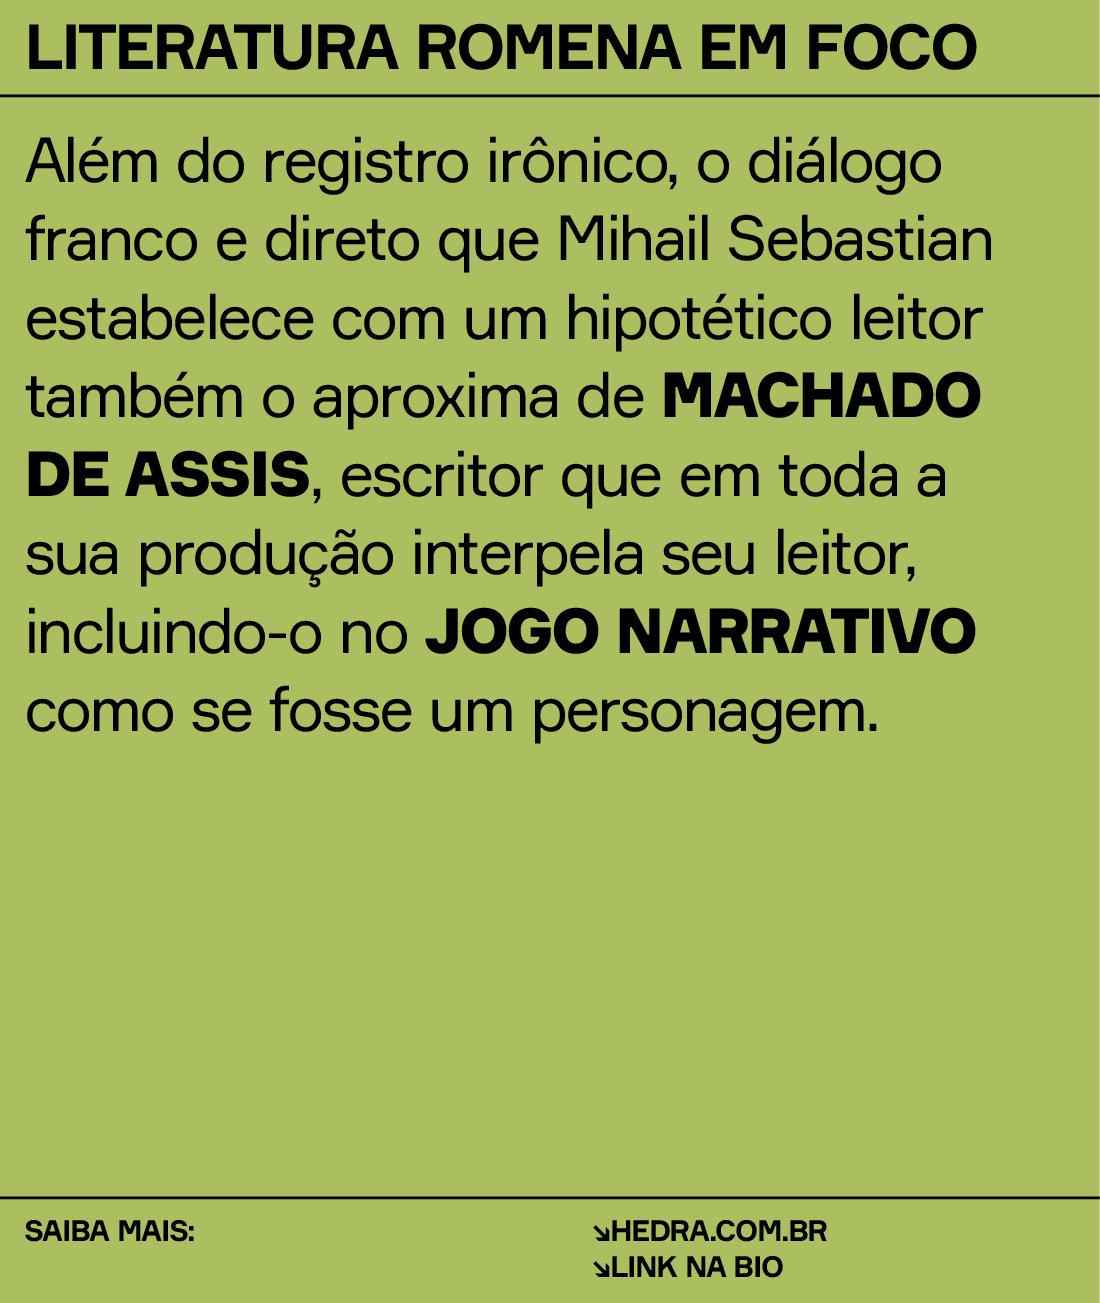 LITERATURA ROMENA EM FOCO
Além do registro irônico, o diálogo
franco e direto que Mihail Sebastian
estabelece com um hipotético leitor
também o aproxima de MACHADO
DE ASSIS, escritor que em toda a
sua produção interpela seu leitor,
incluindo-o no JOGO NARRATIVO
como se fosse um personagem.
SAIBA MAIS:
↘HEDRA.COM.BR
↘LINK NA BIO